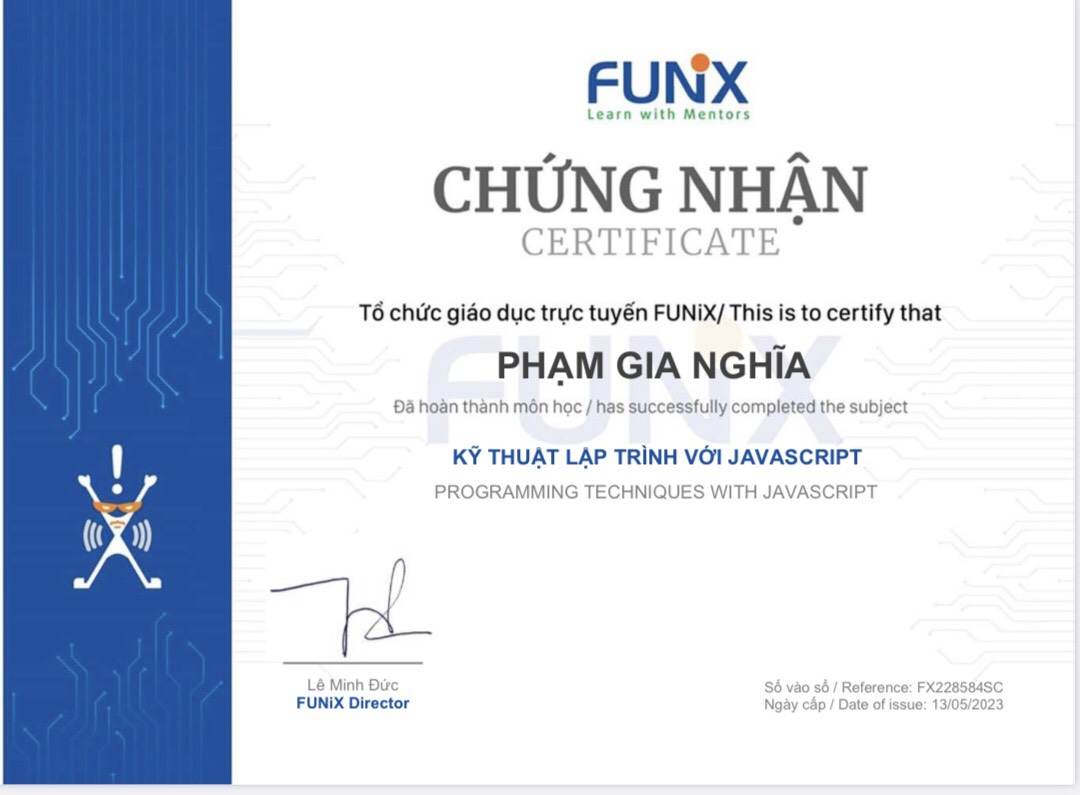 FUNiX
Learn with Mentors
CHỨNG NHẬN
CERTIFICATE
Tổ chức giáo dục trực tuyến FUNiX/ This is to certify that
PHẠM GIA NGHĨA
Đã hoàn thành môn học / has successfully completed the subject
KỸ THUẬT LẬP TRÌNH VỚI JAVASCRIPT
PROGRAMMING TECHNIQUES WITH JAVASCRIPT
Lê Minh Đức
FUNiX Director
Số vào sổ / Reference: FX228584SC
Ngày cấp / Date of issue: 13/05/2023